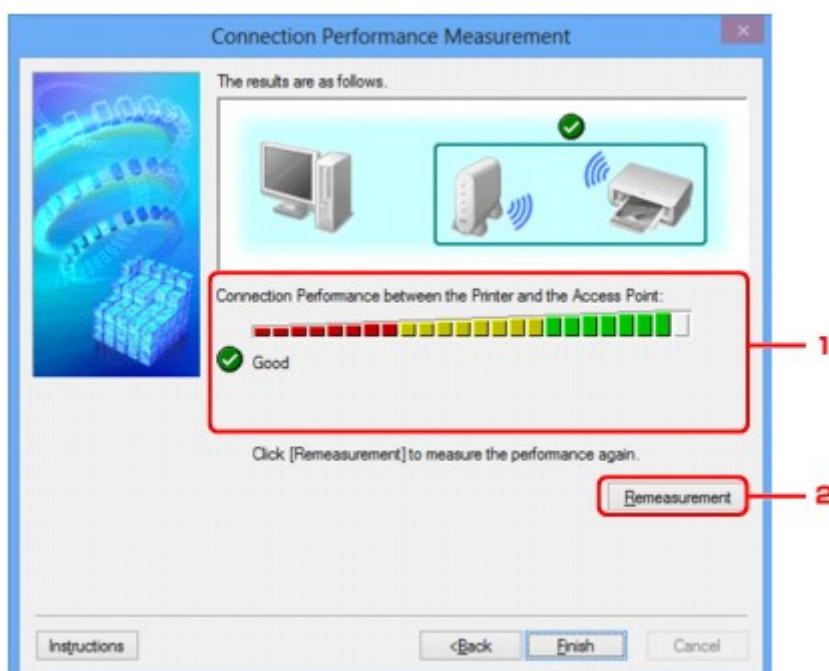 Connection Performance Measurement
The results are as follows.
Connection Performance between the Printer and the Access Point:
Good
1
Click [Remeasurement] to measure the performance again.
Remeasurement
2
Instructions
<Back
Finish
Cancel